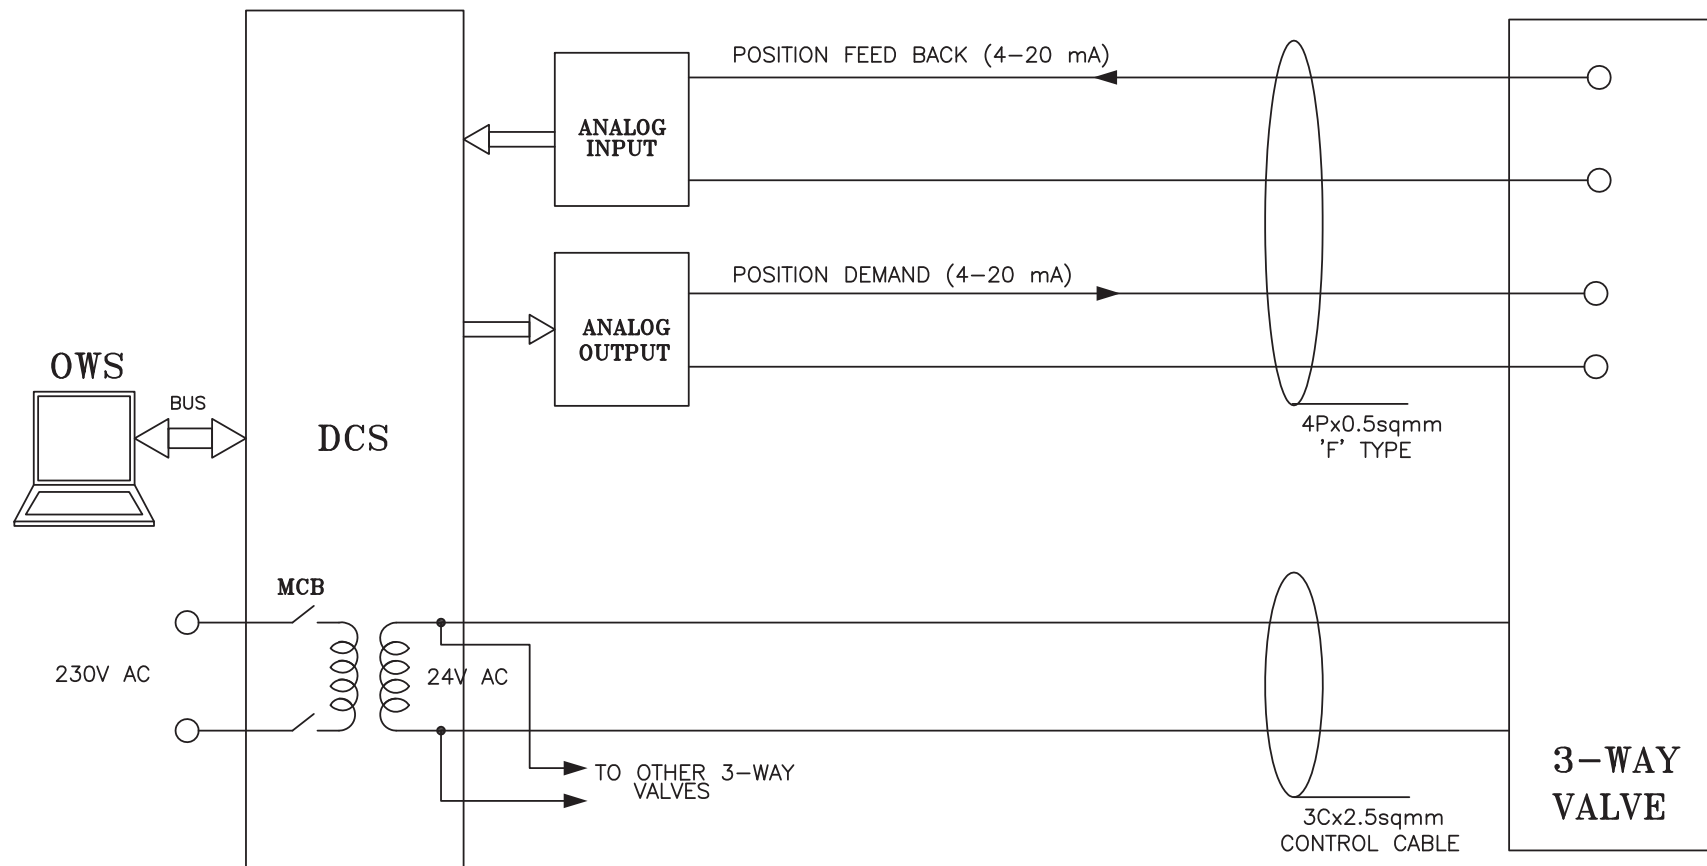 POSITION FEED BACK (4-20 mA)
ANALOG
INPUT
POSITION DEMAND (4-20 mA)
ANALOG
OUTPUT
OWS
BUS
DCS
4Px0.5sqmm
'F' TYPE
MCB
230V AC
24V AC
TO OTHER 3-WAY
VALVES
3-WAY
VALVE
3Cx2.5sqmm
CONTROL CABLE